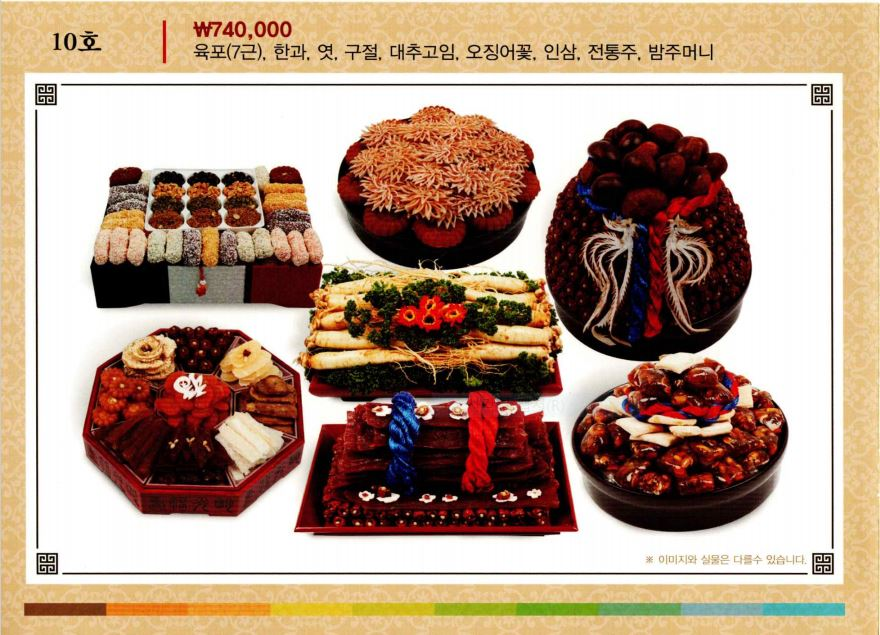 10호
₩740,000
육포(7근), 한과, 엿, 구절, 대추고임, 오징어꽃, 인삼, 전통주, 밤주머니
※ 이미지와 실물은 다를수 있습니다.